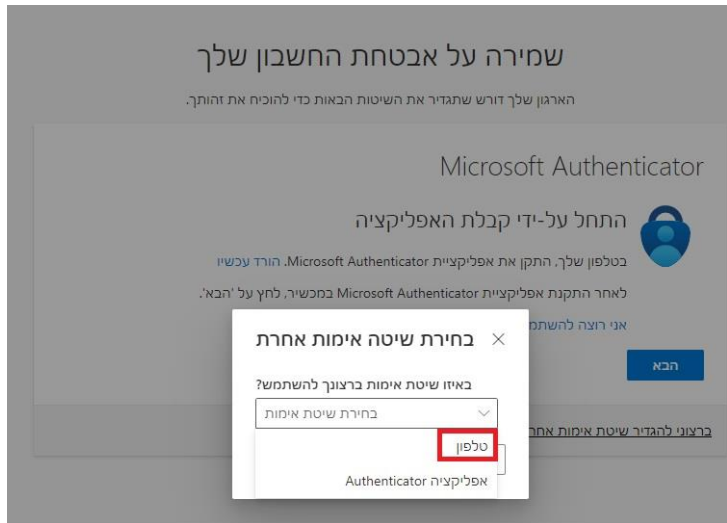 שמירה על אבטחת החשבון שלך
הארגון שלך דורש שתגדיר את השיטות הבאות כדי להוכיח את זהותך.
Microsoft Authenticator
התחל על-ידי קבלת האפליקציה
בטלפון שלך, התקן את אפליקציית Microsoft Authenticator. הורד עכשיו
לאחר התקנת אפליקציית Microsoft Authenticator במכשיר, לחץ על 'הבא'.
אני רוצה
הבא
ברצוני להגדיר שיטת אימות
בחירת שיטה אימות אחרת
באיזו שיטת אימות ברצונך להשתמש?
בחירת שיטת אימות
טלפון
אפליקציה Authenticator